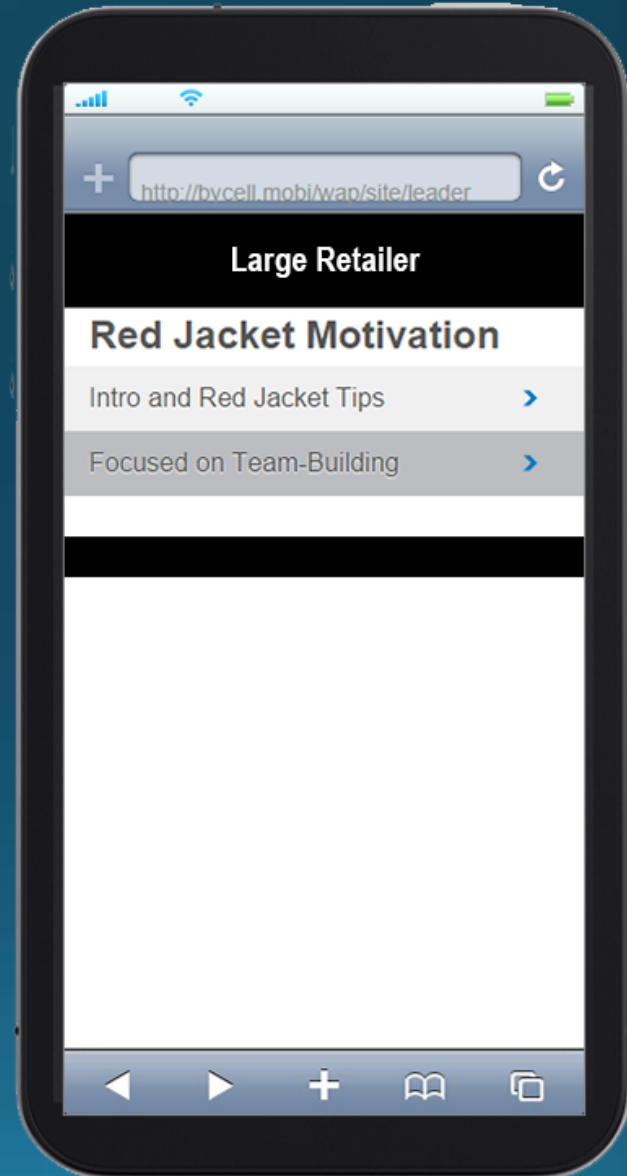 http://bycell.mobi/wap/site/leader
Large Retailer
Red Jacket Motivation
Intro and Red Jacket Tips
Focused on Team-Building